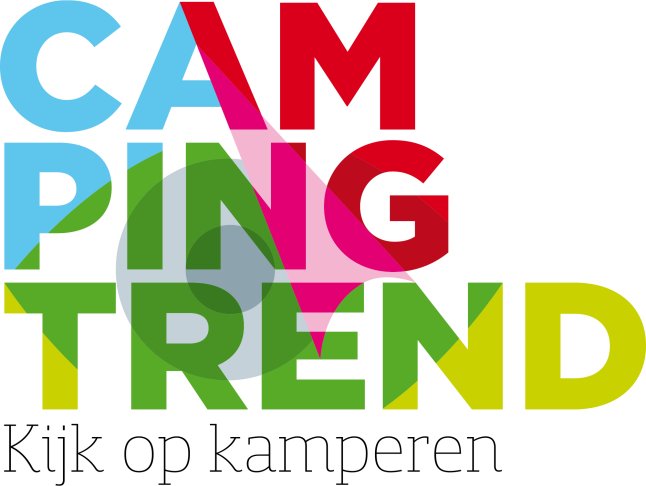 CAM
PING
TREND
Kijk op kamperen